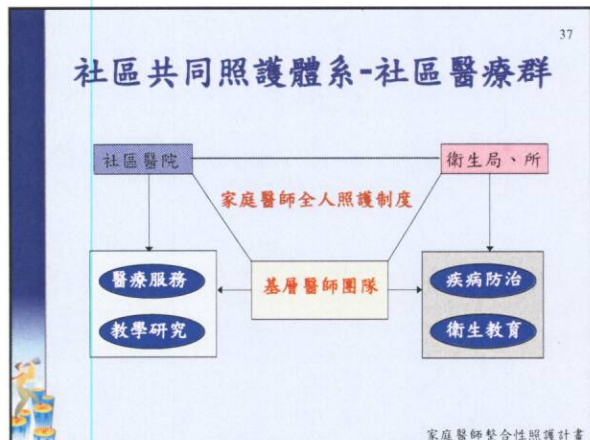 37
社區共同照護體系-社區醫療群
社區醫院
衛生局、所
家庭醫師全人照護制度
醫療服務
教學研究
基層醫師團隊
疾病防治
衛生教育
家庭醫師整合性照護計畫